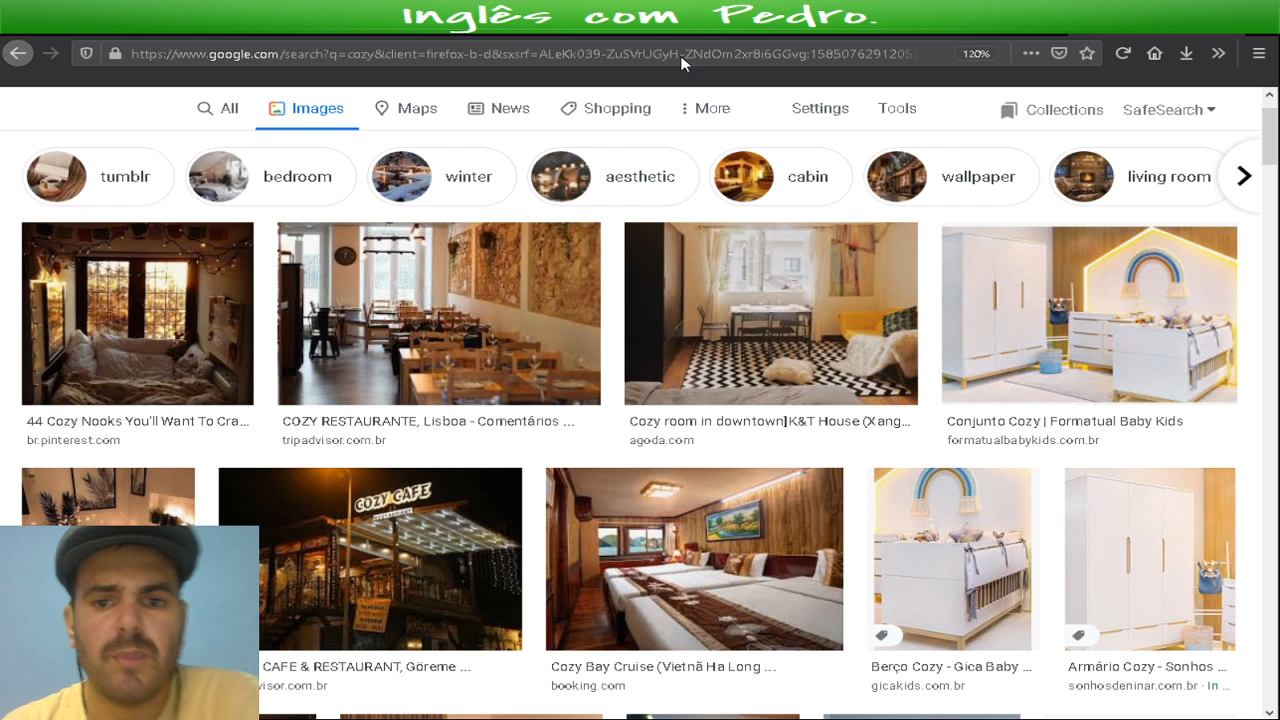 Inglês com Pedro.
https://www.google.com/search?q=cozy&client=firefox-b-d&sxsrf=ALeKk039-ZuSVrUGyH-ZNdOm2xr8i6GGvg:1585076291205
120%
All Images Maps News Shopping More Settings Tools Collections SafeSearch
tumblr bedroom winter aesthetic cabin wallpaper living room
44 Cozy Nooks You'll Want To Cra...
br.pinterest.com
COZY RESTAURANTE, Lisboa - Comentários ...
tripadvisor.com.br
Cozy room in downtown】K&T House (Xang...
agoda.com
Conjunto Cozy | Formatual Baby Kids
formatualbabykids.com.br
COZY CAFE
RESTAURANT
CAFE & RESTAURANT, Göreme ...
visor.com.br
Cozy Bay Cruise (Vietnã Ha Long ...
booking.com
Berço Cozy - Gica Baby ...
gicakids.com.br
Armário Cozy - Sonhos ...
sonhosdeninar.com.br · In ...